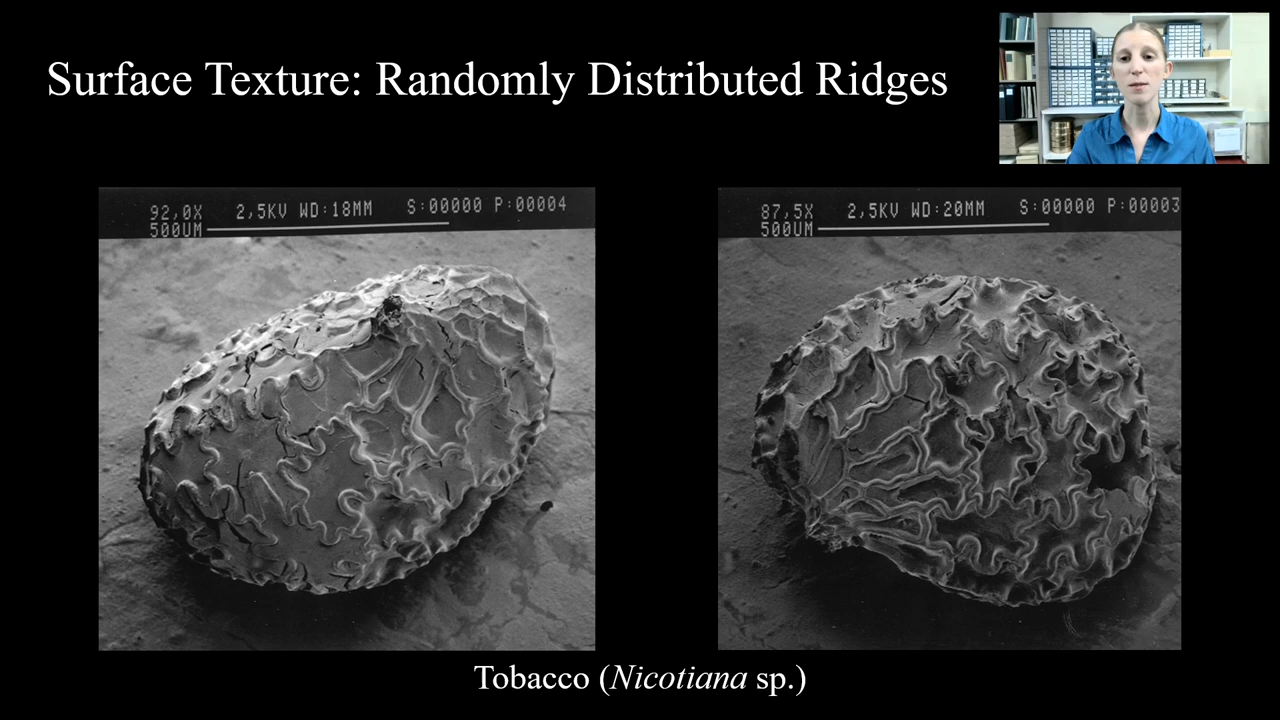 Surface Texture: Randomly Distributed Ridges
92,0X 2,5KV WD:18MM S:00000 P:00004
500UM
87,5X 2,5KV WD:20MM S:00000 P:00003
500UM
Tobacco (Nicotiana sp.)